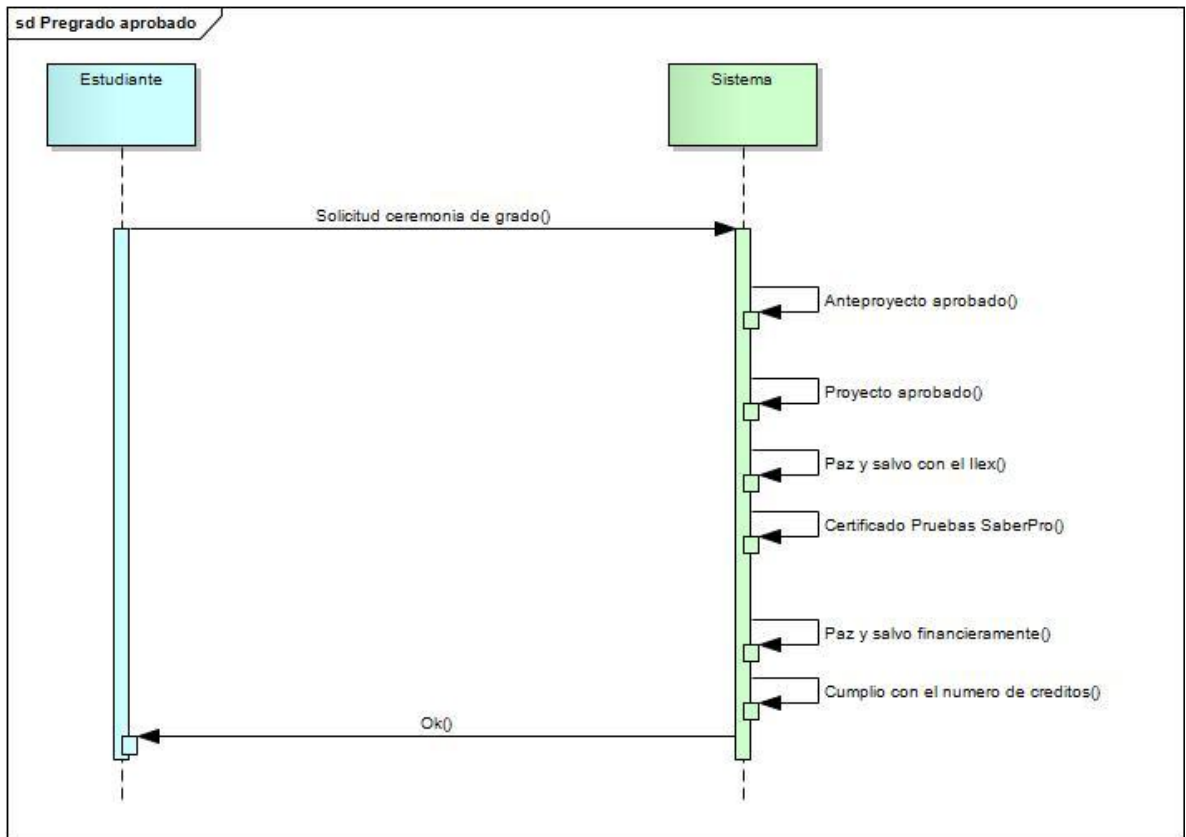 sd Pregrado aprobado
Estudiante
Sistema
Solicitud ceremonia de grado()
Anteproyecto aprobado()
Proyecto aprobado()
Paz y salvo con el Ilex()
Certificado Pruebas SaberPro()
Paz y salvo financieramente()
Cumplio con el numero de creditos()
Ok()